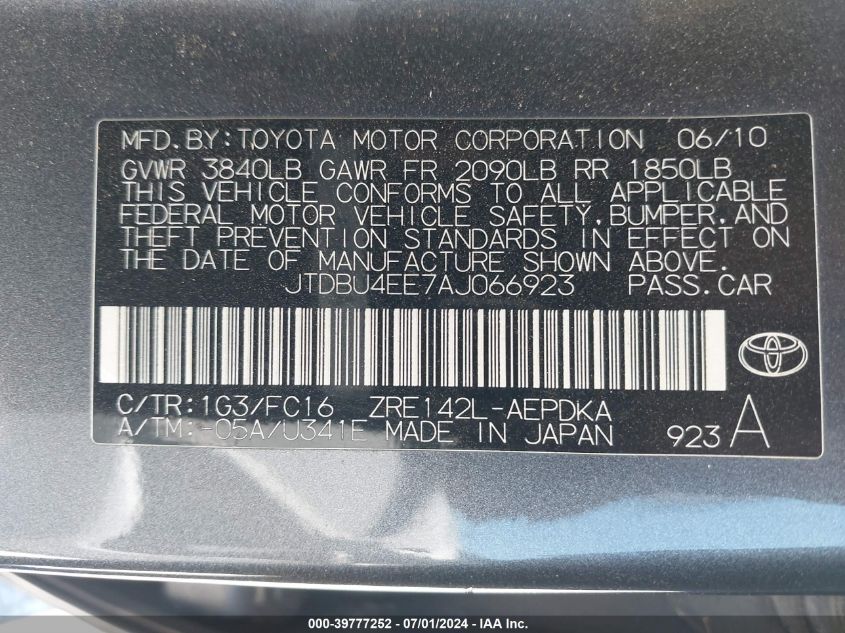 MFD.BY:TOYOTA MOTOR CORPORATION 06/10
GVWR 3840LB GAWR FR 2090LB RR 1850LB
THIS VEHICLE CONFORMS TO ALL APPLICABLE
FEDERAL MOTOR VEHICLE SAFETY,BUMPER,AND
THEFT PREVENTION STANDARDS IN EFFECT ON
THE DATE OF MANUFACTURE SHOWN ABOVE.
JTDBU4EE7AJ066923 PASS.CAR
C/TR:1G3/FC16 ZRE142L-AEPDKA
A/TM:-05A/U341E MADE IN JAPAN 923 A
000-39777252 - 07/01/2024 - IAA Inc.